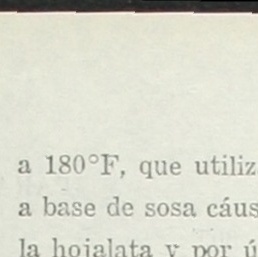 a 180°F, que utiliz
a base de sosa cáus
la hojalata y por ú